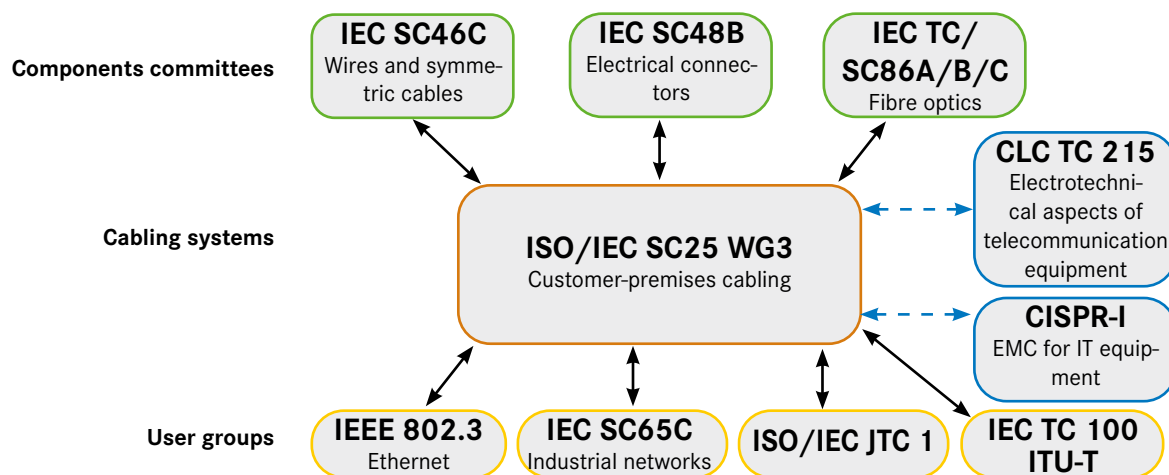 Components committees
IEC SC46C
Wires and symme-
tric cables
IEC SC48B
Electrical connec-
tors
IEC TC/
SC86A/B/C
Fibre optics
CLC TC 215
Electrotechni-
cal aspects of
telecommunication
equipment
Cabling systems
ISO/IEC SC25 WG3
Customer-premises cabling
CISPR-I
EMC for IT equip-
ment
User groups
IEEE 802.3
Ethernet
IEC SC65C
Industrial networks
ISO/IEC JTC 1
IEC TC 100
ITU-T